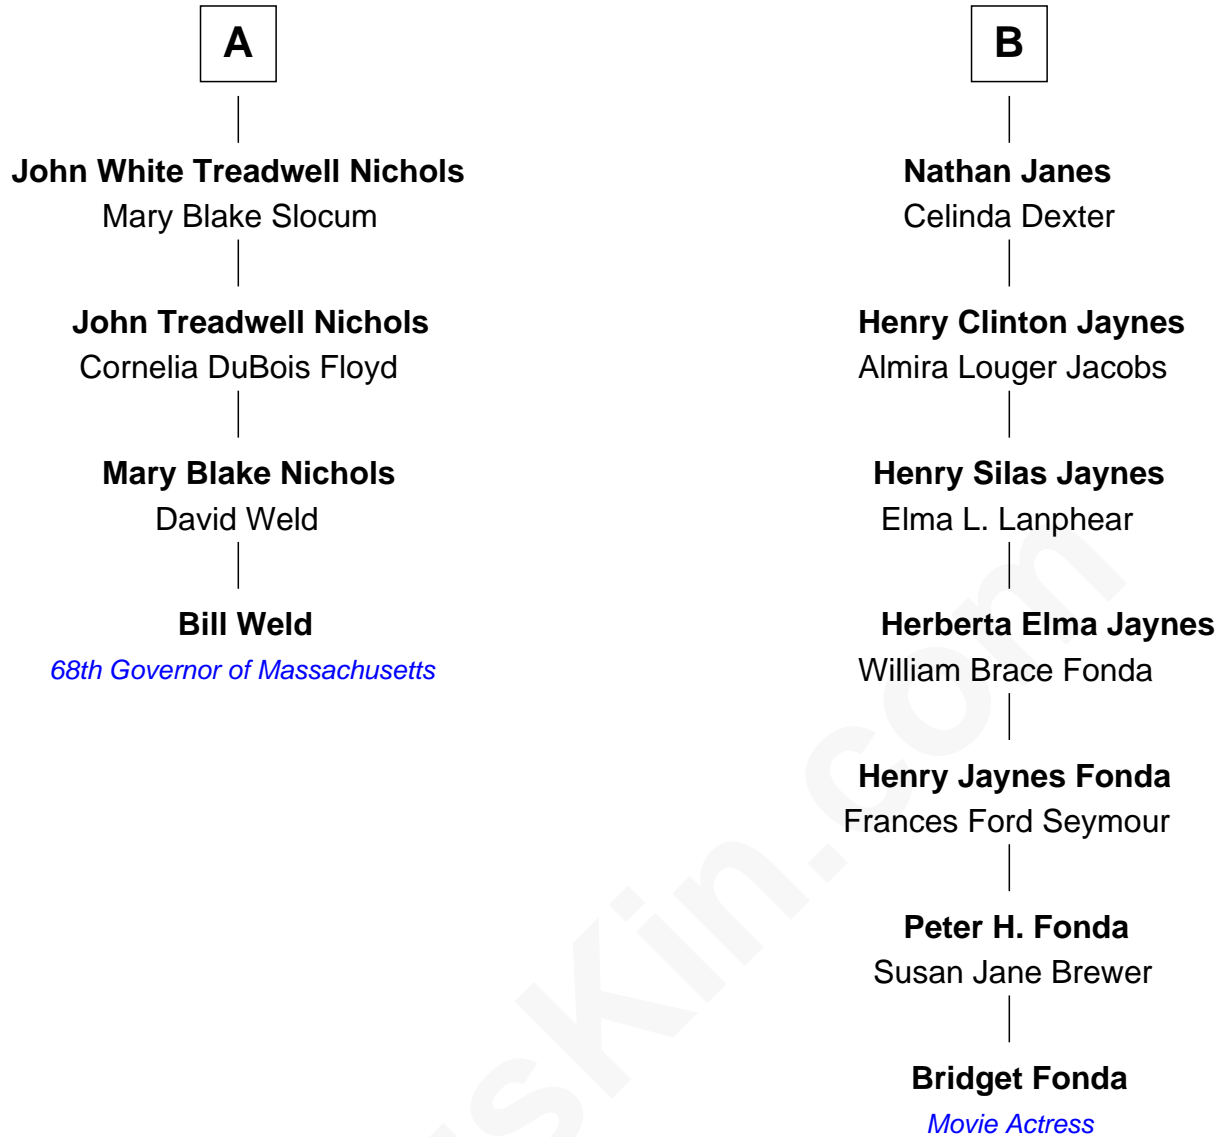 A
B
John White Treadwell Nichols
Mary Blake Slocum
Nathan Janes
Celinda Dexter
John Treadwell Nichols
Cornelia DuBois Floyd
Henry Clinton Jaynes
Almira Louger Jacobs
Mary Blake Nichols
David Weld
Henry Silas Jaynes
Elma L. Lanphear
Bill Weld
68th Governor of Massachusetts
Herberta Elma Jaynes
William Brace Fonda
Henry Jaynes Fonda
Frances Ford Seymour
Peter H. Fonda
Susan Jane Brewer
Bridget Fonda
Movie Actress
sKin.com